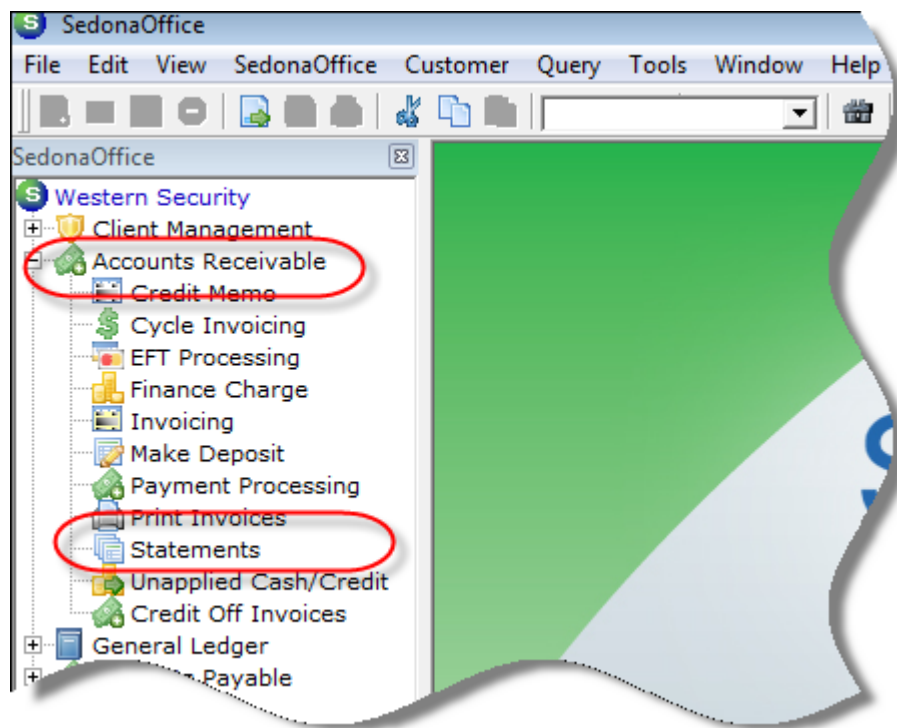 SedonaOffice
File Edit View SedonaOffice Customer Query Tools Window Help
SedonaOffice
Western Security
Client Management
Accounts Receivable
Credit Memo
Cycle Invoicing
EFT Processing
Finance Charge
Invoicing
Make Deposit
Payment Processing
Print Invoices
Statements
Unapplied Cash/Credit
Credit Off Invoices
General Ledger
Payable